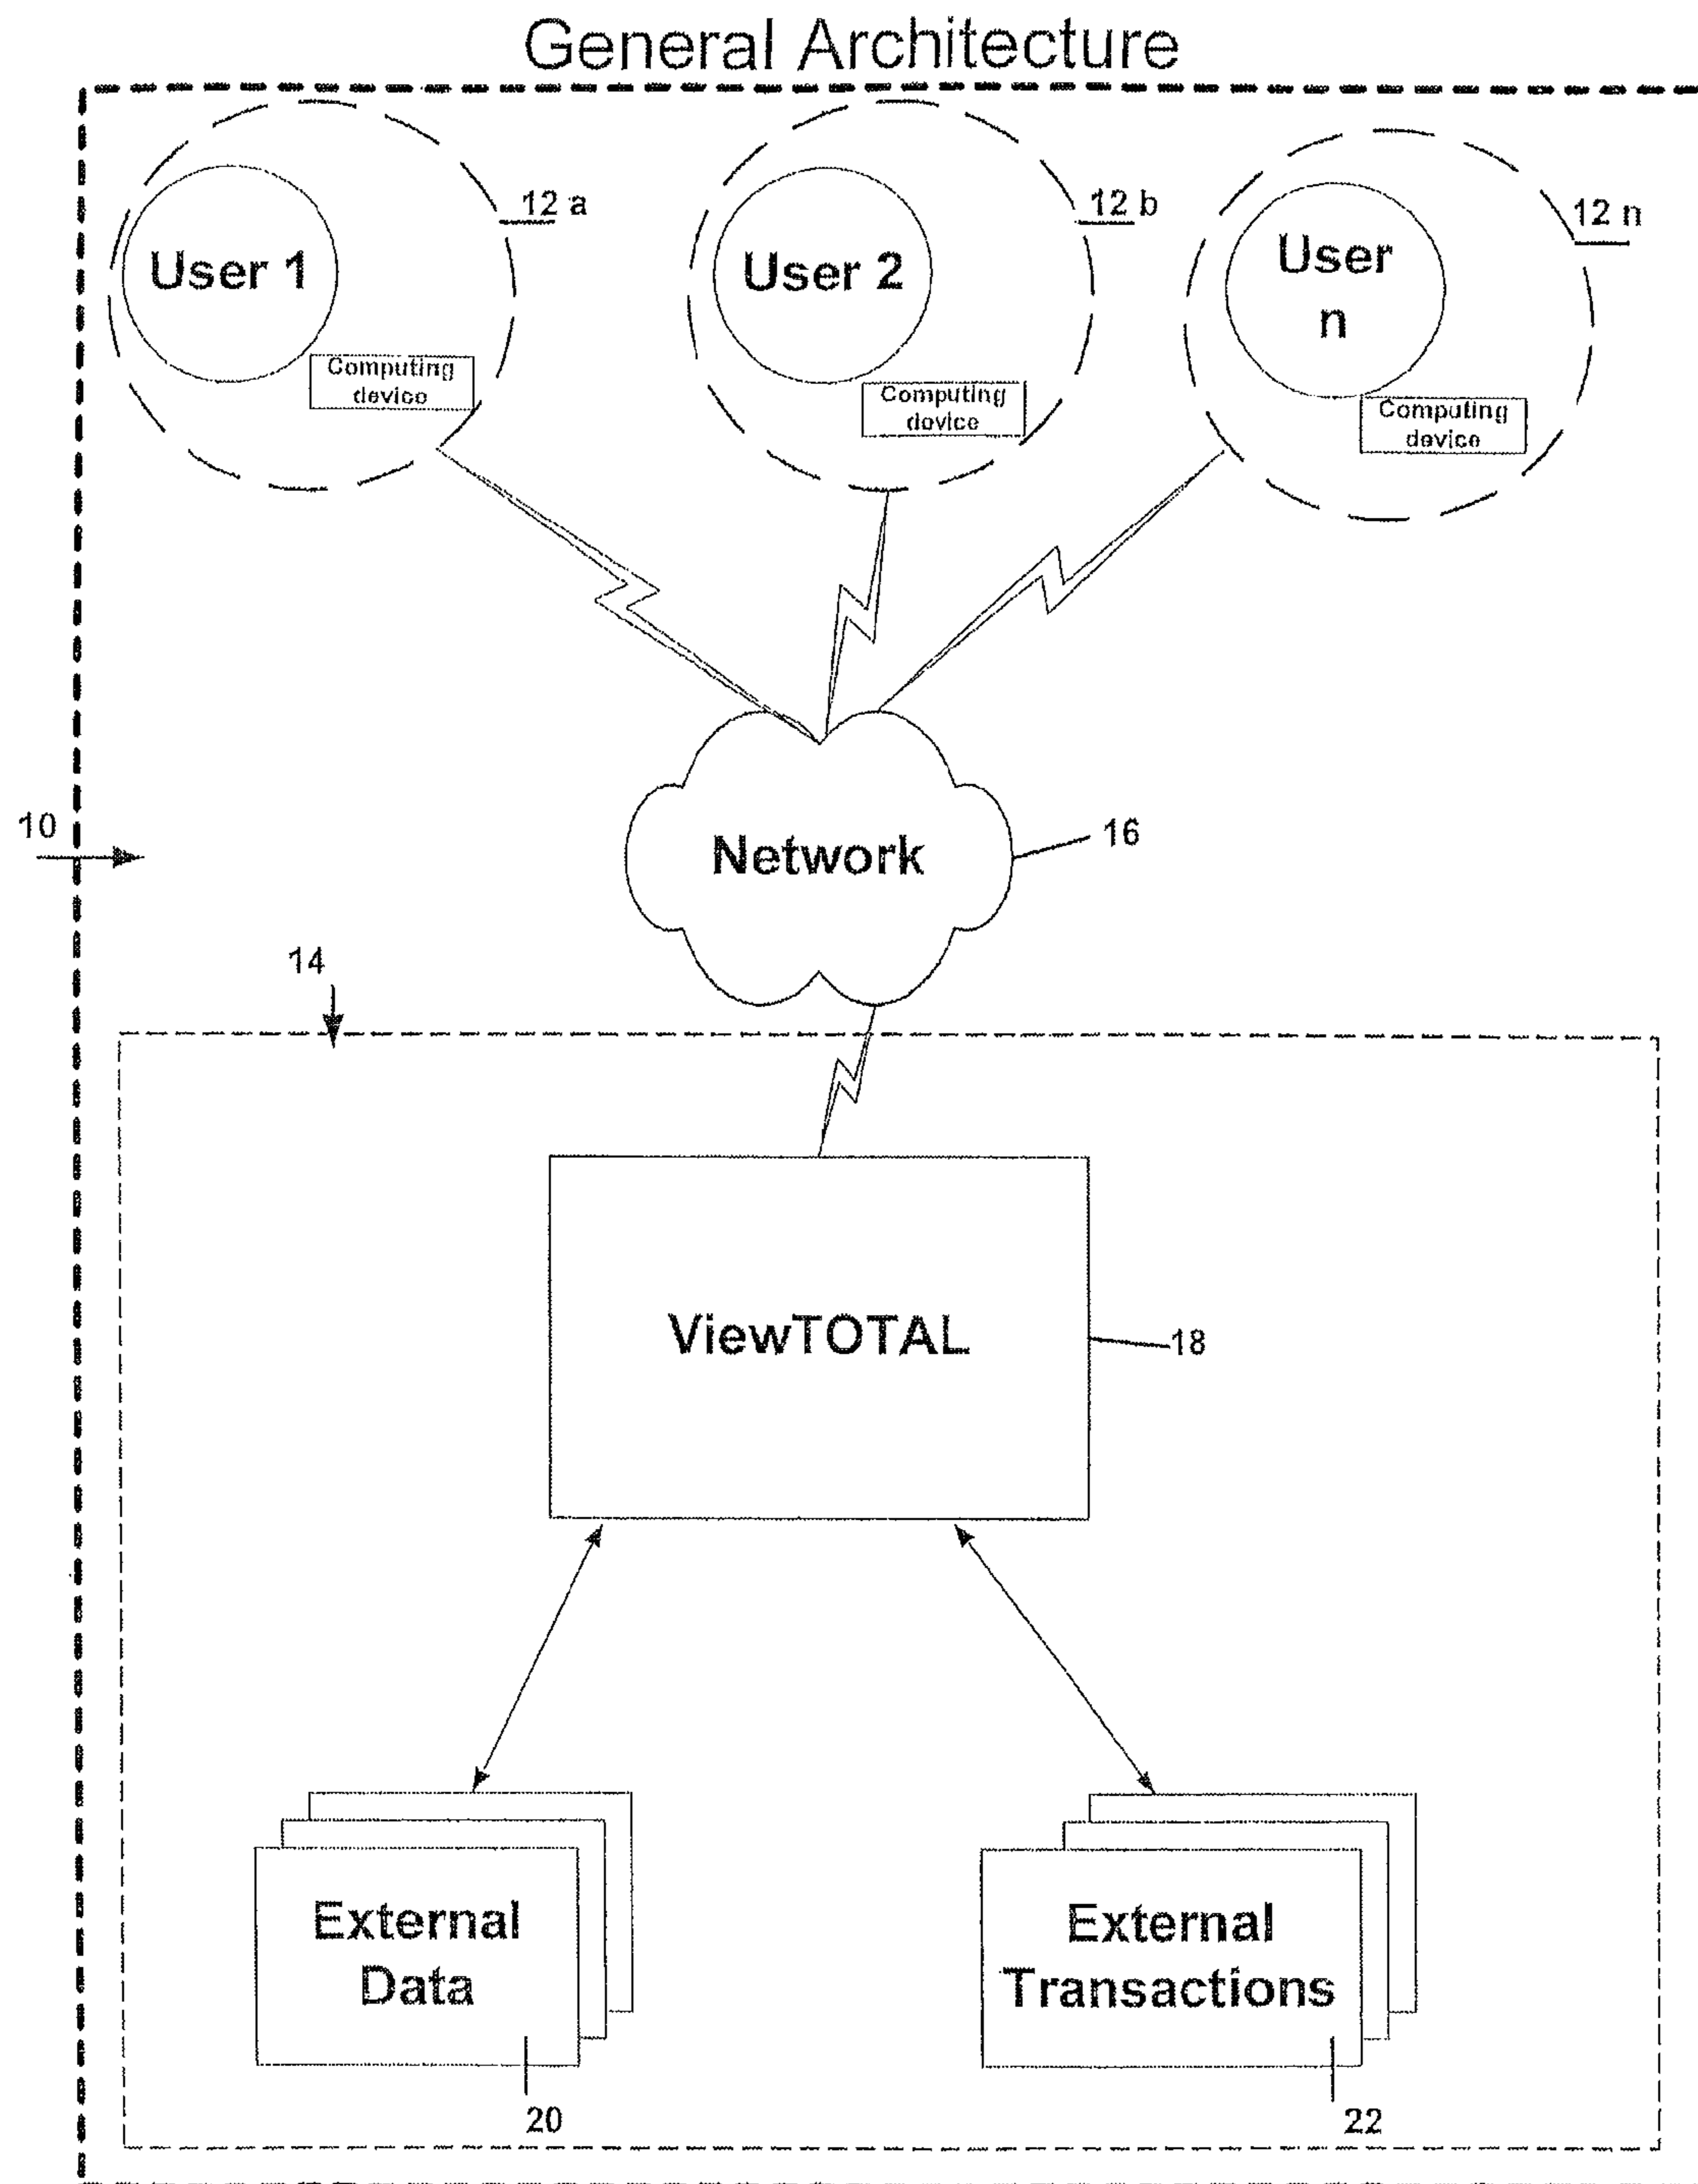 General Architecture
12 a
12 b
12 n
User 1
User 2
User
n
Computing
device
Computing
device
Computing
device
10
Network
16
14
ViewTOTAL
18
External
Data
External
Transactions
20
22